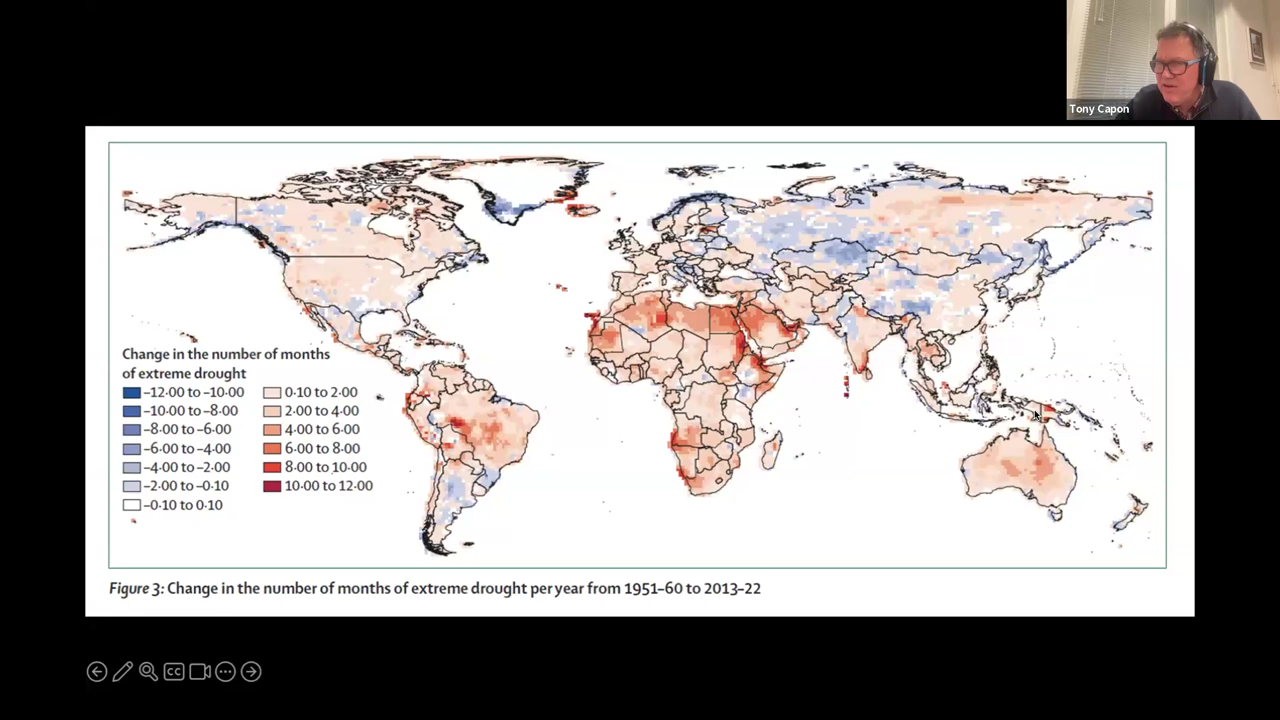 Tony Capon
Change in the number of months
of extreme drought
–12·00 to –10·00
–10·00 to –8·00
–8·00 to –6·00
–6·00 to –4·00
–4·00 to –2·00
–2·00 to –0·10
–0·10 to 0·10
0·10 to 2·00
2·00 to 4·00
4·00 to 6·00
6·00 to 8·00
8·00 to 10·00
10·00 to 12·00
Figure 3: Change in the number of months of extreme drought per year from 1951–60 to 2013–22
CC